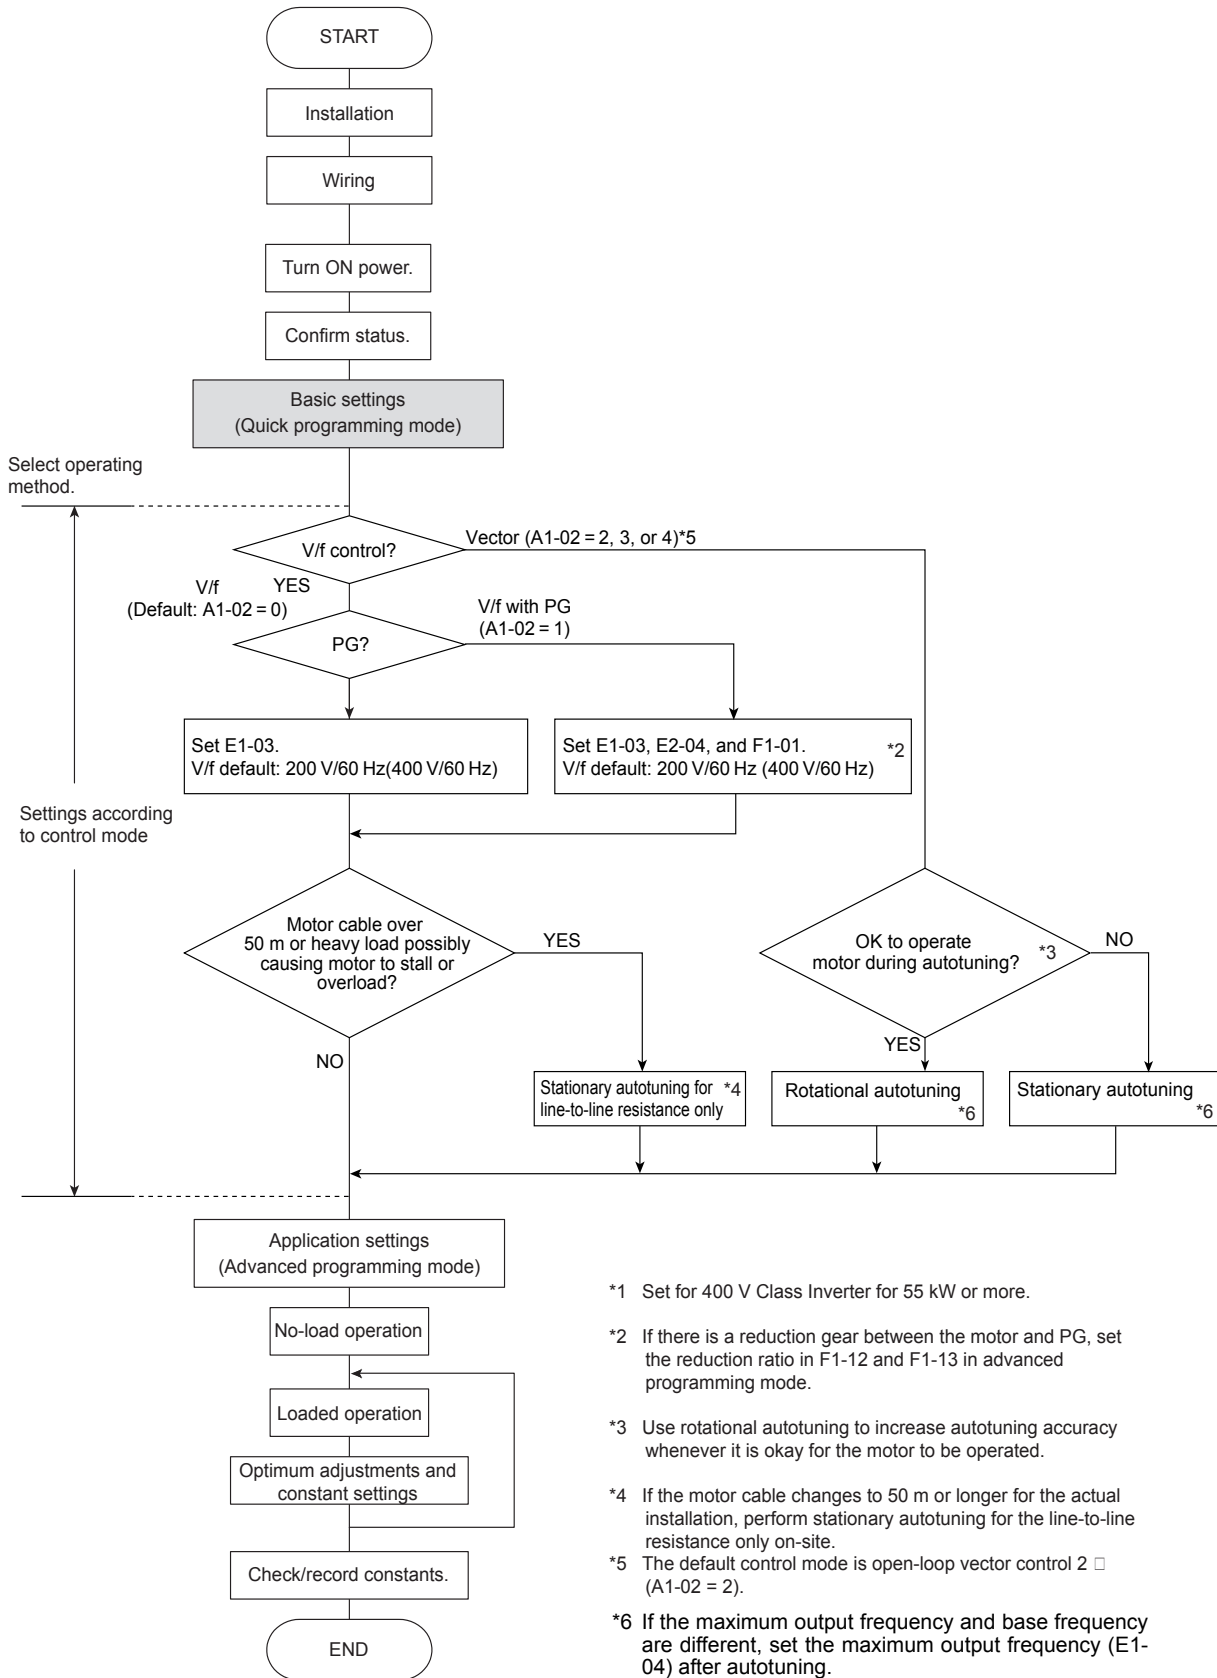 START
Installation
Wiring
Turn ON power.
Confirm status.
Basic settings
(Quick programming mode)
Select operating
method.
V/f control?
Vector (A1-02 = 2, 3, or 4)*5
V/f
(Default: A1-02 = 0)
YES
PG?
V/f with PG
(A1-02 = 1)
Set E1-03.
V/f default: 200 V/60 Hz(400 V/60 Hz)
Set E1-03, E2-04, and F1-01. *2
V/f default: 200 V/60 Hz (400 V/60 Hz)
Settings according
to control mode
Motor cable over
50 m or heavy load possibly
causing motor to stall or
overload?
YES
NO
OK to operate
motor during autotuning? *3
NO
YES
Stationary autotuning for *4
line-to-line resistance only
Rotational autotuning
*6
Stationary autotuning
*6
Application settings
(Advanced programming mode)
No-load operation
Loaded operation
Optimum adjustments and
constant settings
Check/record constants.
END
*1 Set for 400 V Class Inverter for 55 kW or more.
*2 If there is a reduction gear between the motor and PG, set
the reduction ratio in F1-12 and F1-13 in advanced
programming mode.
*3 Use rotational autotuning to increase autotuning accuracy
whenever it is okay for the motor to be operated.
*4 If the motor cable changes to 50 m or longer for the actual
installation, perform stationary autotuning for the line-to-line
resistance only on-site.
*5 The default control mode is open-loop vector control 2 □
(A1-02 = 2).
*6 If the maximum output frequency and base frequency
are different, set the maximum output frequency (E1-
04) after autotuning.